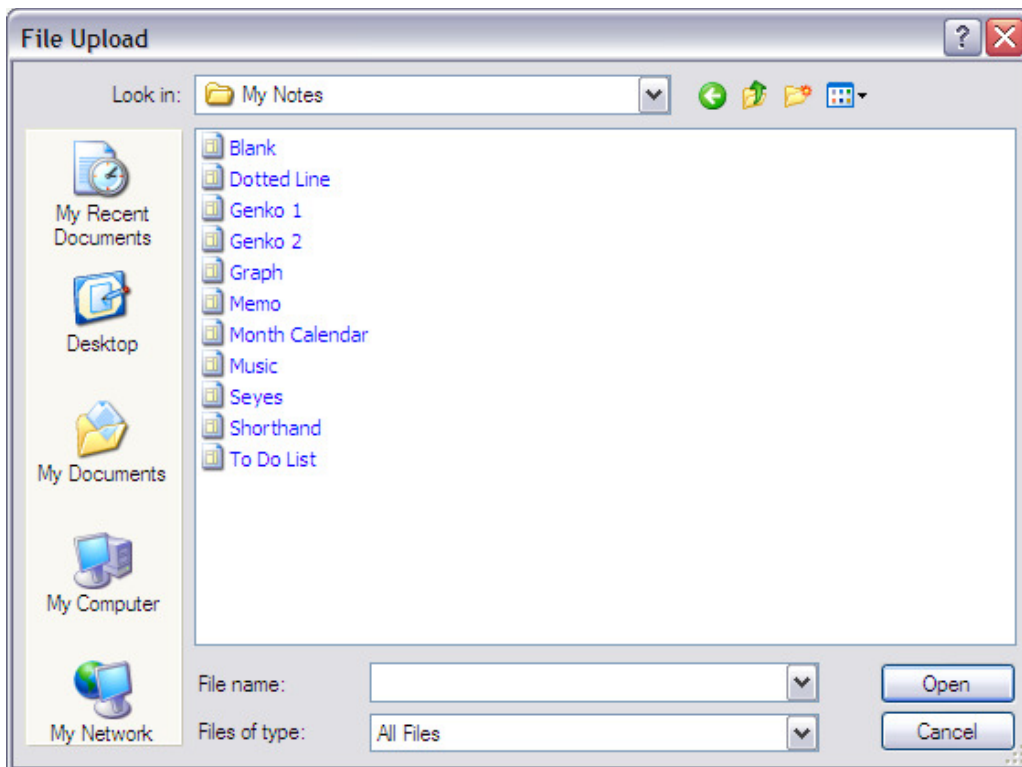 File Upload
Look in: My Notes
My Recent
Documents
Desktop
My Documents
My Computer
My Network
Blank
Dotted Line
Genko 1
Genko 2
Graph
Memo
Month Calendar
Music
Seyes
Shorthand
To Do List
File name:
Open
Files of type: All Files
Cancel